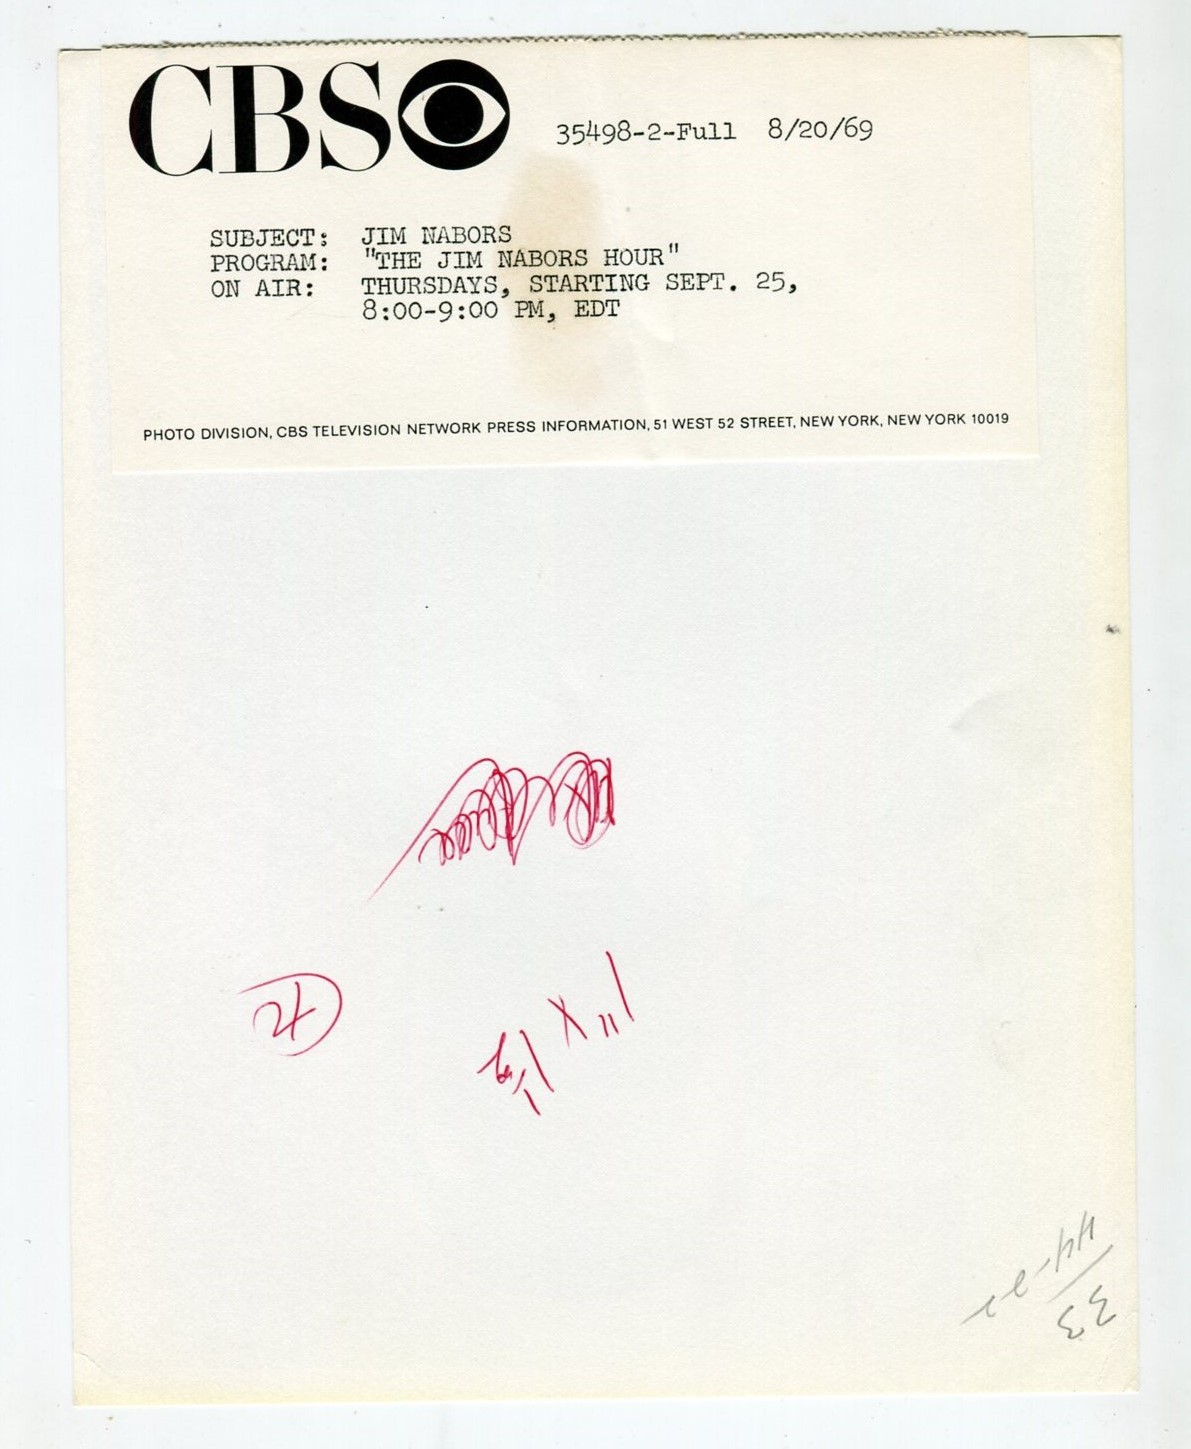 CBS
35498-2-Full 8/20/69
SUBJECT: JIM NABORS
PROGRAM: "THE JIM NABORS HOUR"
ON AIR: THURSDAYS, STARTING SEPT. 25,
8:00-9:00 PM, EDT
PHOTO DIVISION, CBS TELEVISION NETWORK PRESS INFORMATION, 51 WEST 52 STREET, NEW YORK, NEW YORK 10019
33